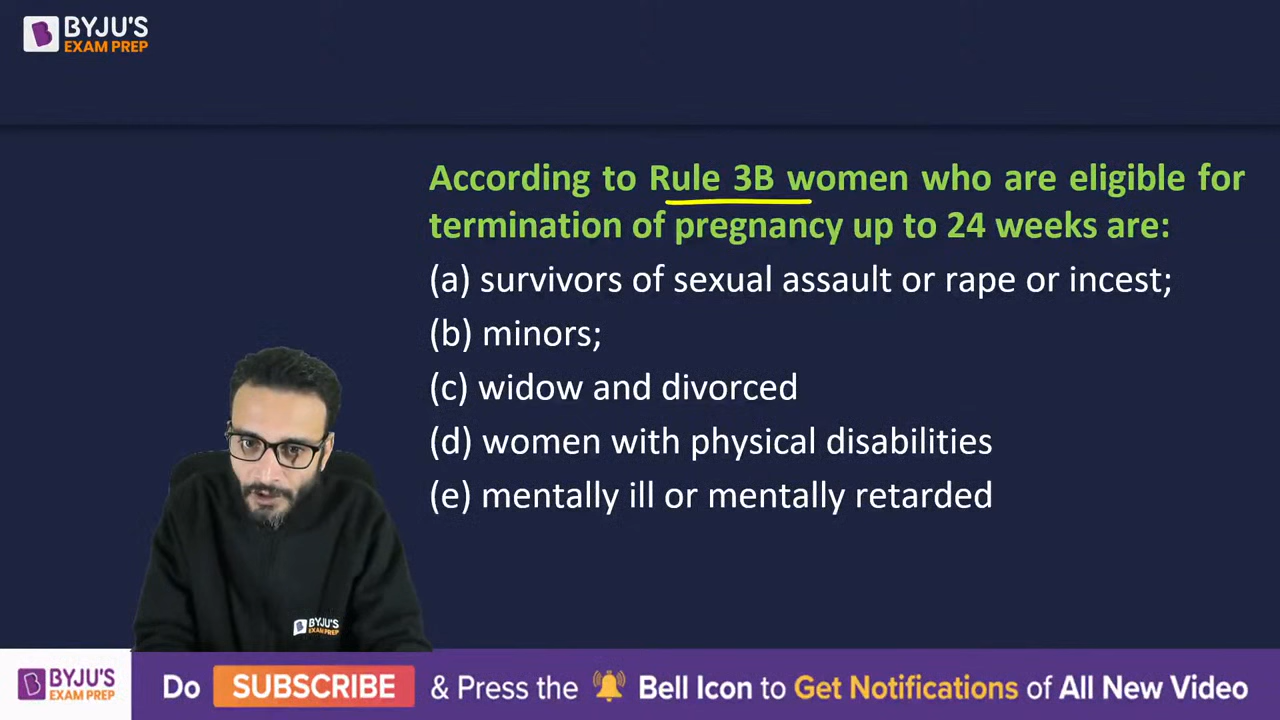 BYJU'S
EXAM PREP
According to Rule 3B women who are eligible for
termination of pregnancy up to 24 weeks are:
(a) survivors of sexual assault or rape or incest;
(b) minors;
(c) widow and divorced
(d) women with physical disabilities
(e) mentally ill or mentally retarded
BYJU'S
EXAM PREP
BYJU'S
EXAM PREP
Do SUBSCRIBE & Press the Bell Icon to Get Notifications of All New Video